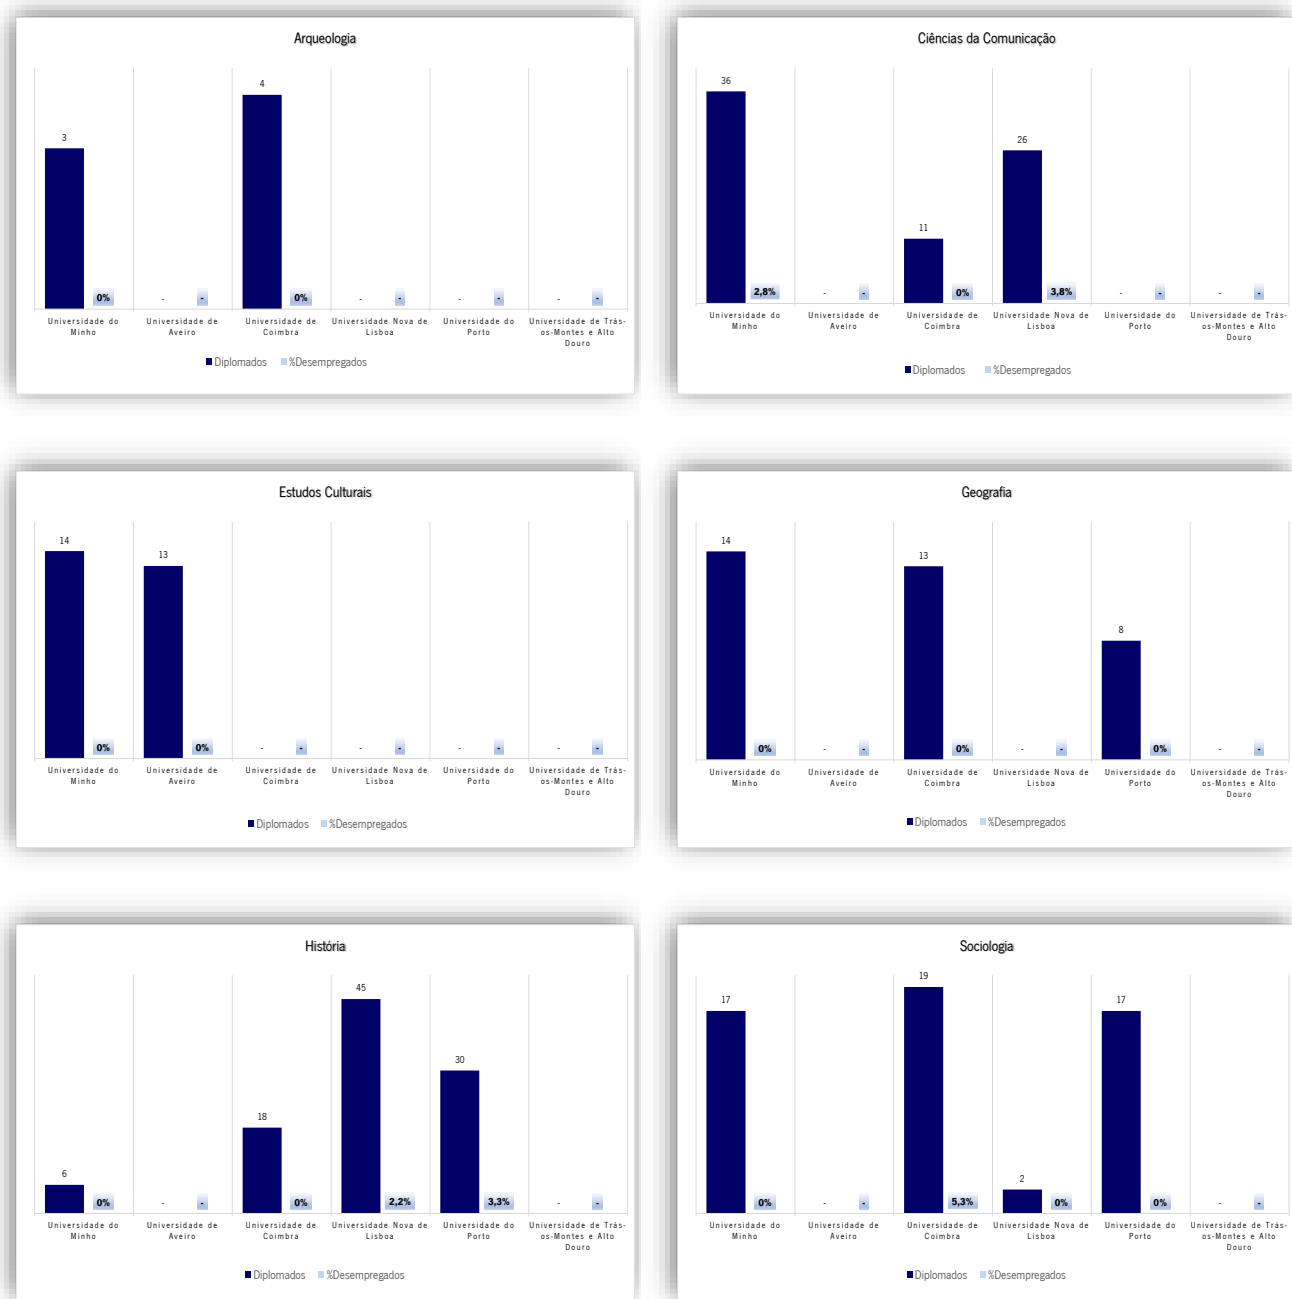 Arqueologia
3
0%
-
-
4
0%
-
-
-
-
-
-
Universidade do Minho
Universidade de Aveiro
Universidade de Coimbra
Universidade Nova de Lisboa
Universidade do Porto
Universidade de Trás-os-Montes e Alto Douro
Diplomados %Desempregados
Ciências da Comunicação
36
2,8%
-
-
11
0%
26
3,8%
-
-
-
-
Universidade do Minho
Universidade de Aveiro
Universidade de Coimbra
Universidade Nova de Lisboa
Universidade do Porto
Universidade de Trás-os-Montes e Alto Douro
Diplomados %Desempregados
Estudos Culturais
14
0%
13
0%
-
-
-
-
-
-
-
-
Universidade do Minho
Universidade de Aveiro
Universidade de Coimbra
Universidade Nova de Lisboa
Universidade do Porto
Universidade de Trás-os-Montes e Alto Douro
Diplomados %Desempregados
Geografia
14
0%
-
-
13
0%
-
-
8
0%
-
-
Universidade do Minho
Universidade de Aveiro
Universidade de Coimbra
Universidade Nova de Lisboa
Universidade do Porto
Universidade de Trás-os-Montes e Alto Douro
Diplomados %Desempregados
História
6
0%
-
-
18
0%
45
2,2%
30
3,3%
-
-
Universidade do Minho
Universidade de Aveiro
Universidade de Coimbra
Universidade Nova de Lisboa
Universidade do Porto
Universidade de Trás-os-Montes e Alto Douro
Diplomados %Desempregados
Sociologia
17
0%
-
-
19
5,3%
2
0%
17
0%
-
-
Universidade do Minho
Universidade de Aveiro
Universidade de Coimbra
Universidade Nova de Lisboa
Universidade do Porto
Universidade de Trás-os-Montes e Alto Douro
Diplomados %Desempregados